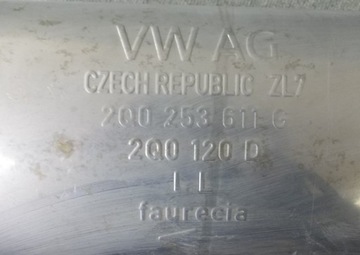 VW AG
CZECH REPUBLIC ZL7
2Q0 253 611 G
2Q0 120 D
faurecia